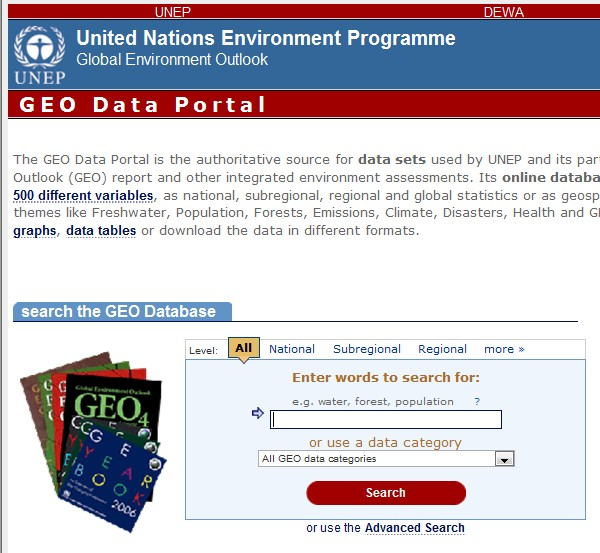 UNEP DEWA
United Nations Environment Programme
Global Environment Outlook
UNEP
GEO Data Portal
The GEO Data Portal is the authoritative source for data sets used by UNEP and its par
Outlook (GEO) report and other integrated environment assessments. Its online databa
500 different variables, as national, subregional, regional and global statistics or as geosp
themes like Freshwater, Population, Forests, Emissions, Climate, Disasters, Health and G
graphs, data tables or download the data in different formats.
search the GEO Database
Level: All National Subregional Regional more »
Enter words to search for:
e.g. water, forest, population ?
or use a data category
All GEO data categories
Search
or use the Advanced Search
Global Environment Outlook
GEO4
GEO
YEAR
BOOK
2006